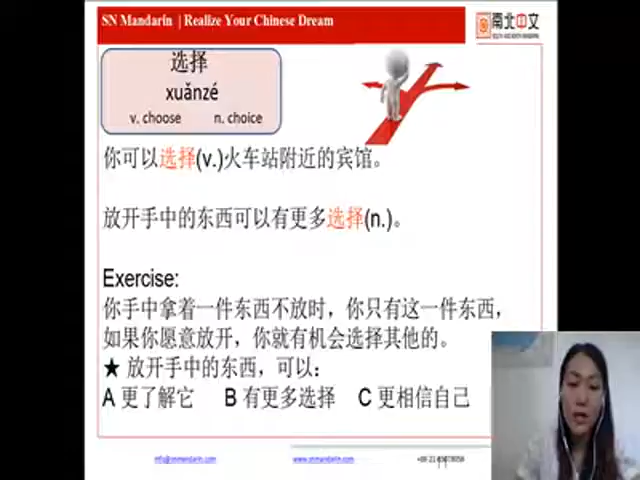 SN Mandarin | Realize Your Chinese Dream
南北中文
选择
xuǎnzé
v. choose n. choice
你可以选择(v.)火车站附近的宾馆。
放开手中的东西可以有更多选择(n.)。
Exercise:
你手中拿着一件东西不放时，你只有这一件东西，
如果你愿意放开，你就有机会选择其他的。
★ 放开手中的东西，可以：
A 更了解它 B 有更多选择 C 更相信自己
info@snmandarin.com www.snmandarin.com